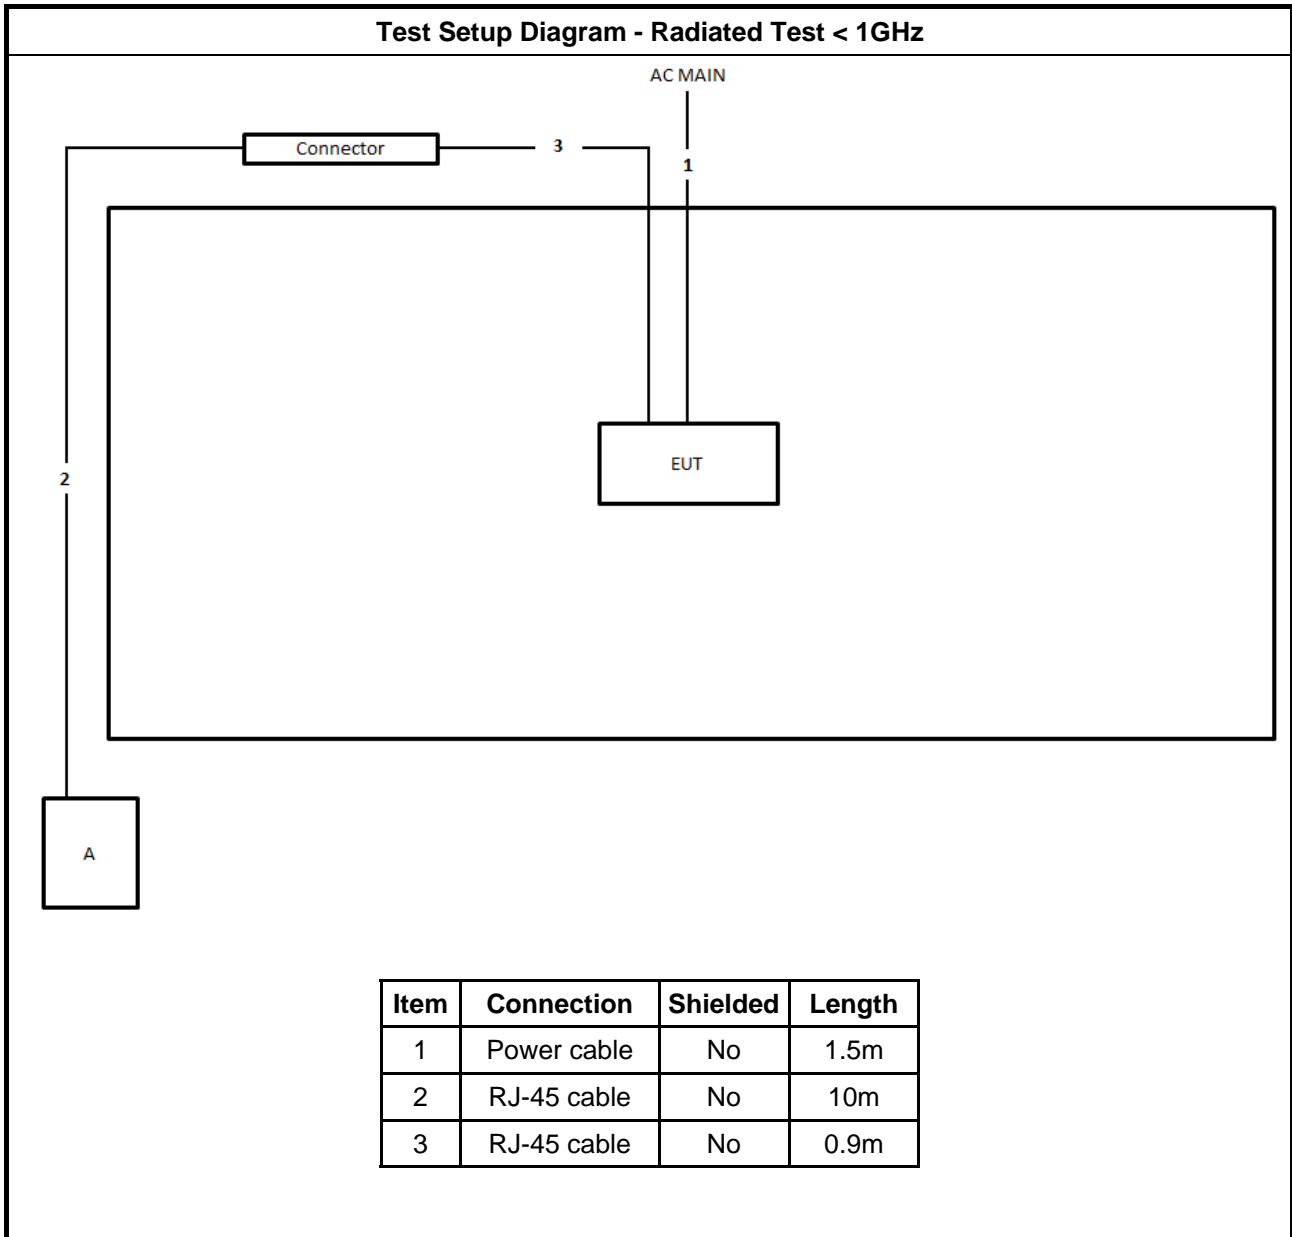 Test Setup Diagram - Radiated Test < 1GHz
AC MAIN
Connector
3
1
EUT
2
A
Item Connection Shielded Length
1 Power cable No 1.5m
2 RJ-45 cable No 10m
3 RJ-45 cable No 0.9m